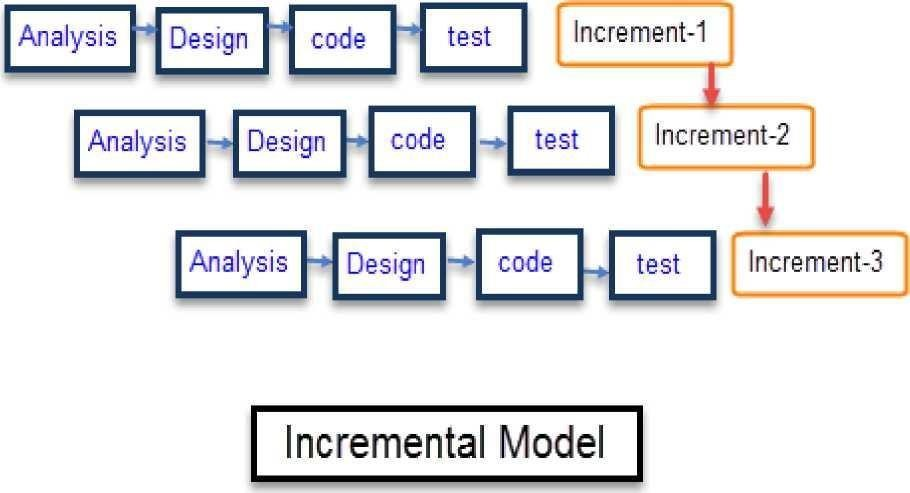 Analysis Design code test Increment-1
Analysis Design code test Increment-2
Analysis Design code test Increment-3
Incremental Model